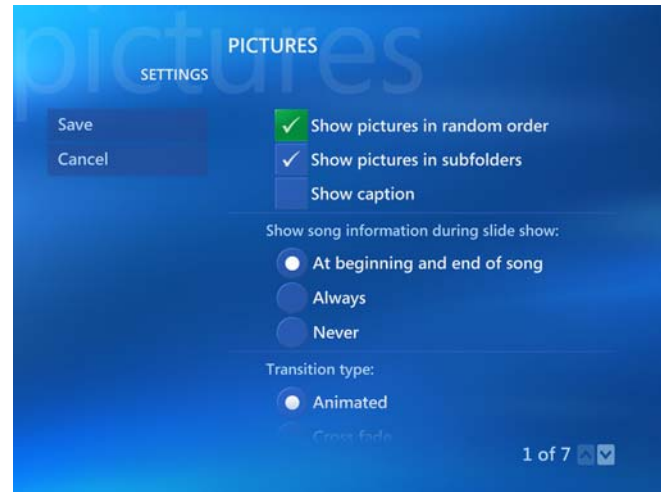 pictures
PICTURES
SETTINGS
Save
Cancel
Show pictures in random order
Show pictures in subfolders
Show caption
Show song information during slide show:
At beginning and end of song
Always
Never
Transition type:
Animated
Cross fade
1 of 7